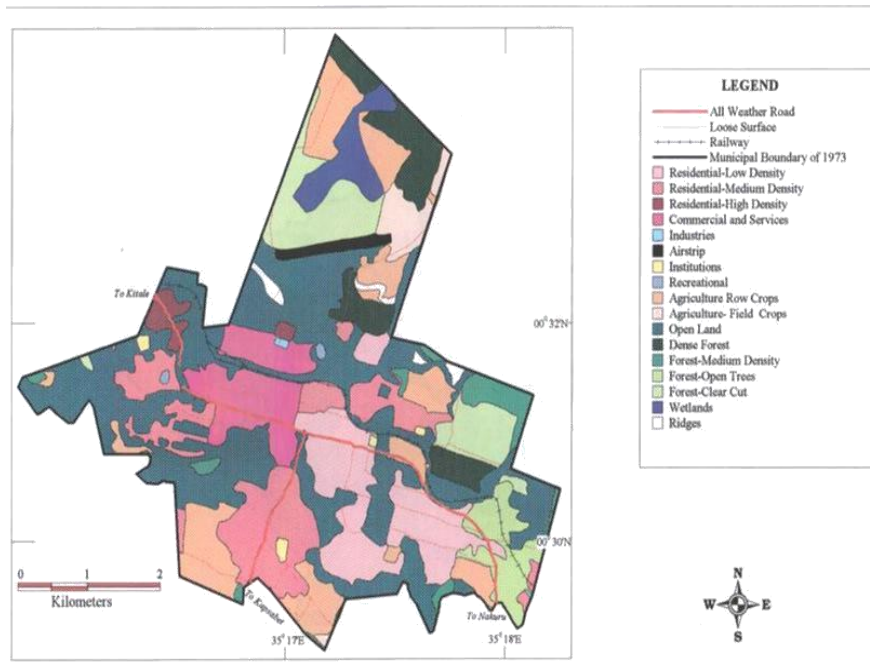 LEGEND
All Weather Road
Loose Surface
Railway
Municipal Boundary of 1973
Residential-Low Density
Residential-Medium Density
Residential-High Density
Commercial and Services
Industries
Airstrip
Institutions
Recreational
Agriculture Row Crops
Agriculture- Field Crops
Open Land
Dense Forest
Forest-Medium Density
Forest-Open Trees
Forest-Clear Cut
Wetlands
Ridges
To Kitale
00° 32'N
00° 30'N
0 1 2
Kilometers
To Kapsabet
To Nakuru
35° 17'E
35° 18'E
N
W E
S